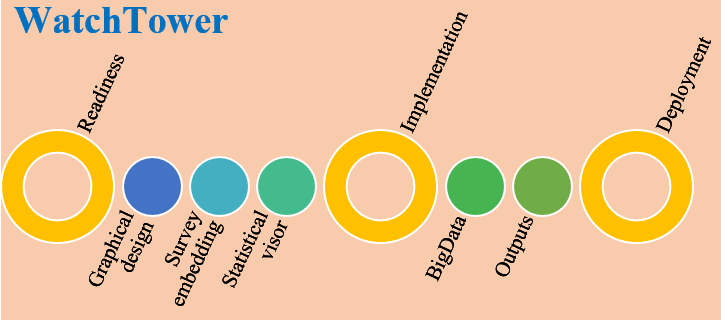 WatchTower
Readiness
Graphical
design
Survey
embedding
Statistical
visor
Implementation
BigData
Outputs
Deployment